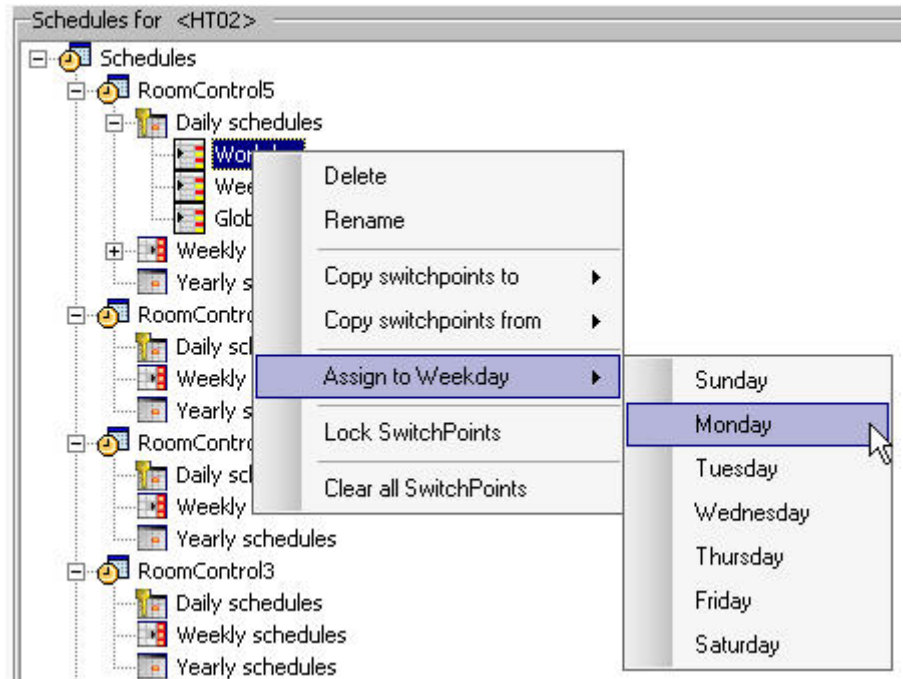 Schedules for <HT02>
Schedules
RoomControl5
Daily schedules
Delete
Rename
Weekly
Yearly
Copy switchpoints to
Copy switchpoints from
Daily
Weekly
Yearly
Assign to Weekday
Lock SwitchPoints
Clear all SwitchPoints
Sunday
Monday
Tuesday
Wednesday
Thursday
Friday
Saturday
Daily
Weekly
Yearly schedules
RoomControl3
Daily schedules
Weekly schedules
Yearly schedules